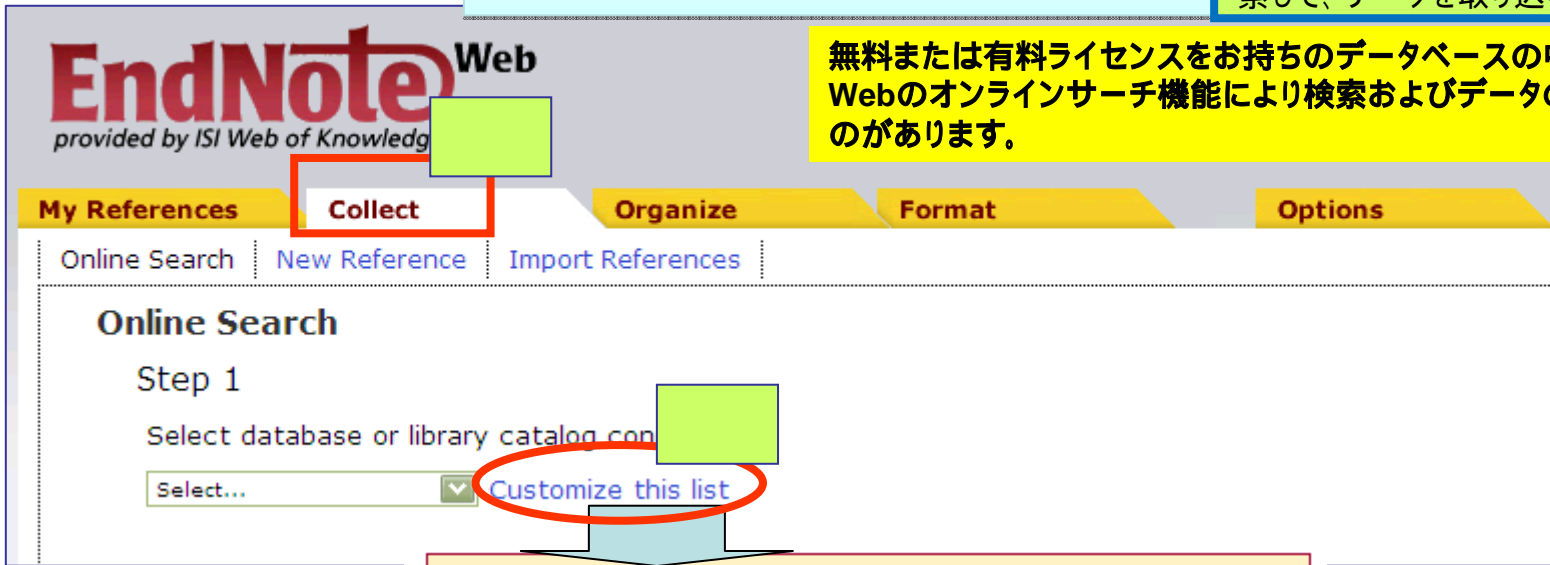 EndNote Web
provided by ISI Web of Knowledg
無料または有料ライセンスをお持ちのデータベースの
Webのオンラインサーチ機能により検索およびデータの
のがあります。
My References Collect Organize Format Options
Online Search New Reference Import References
Online Search
Step 1
Select database or library catalog con
Select... Customize this list